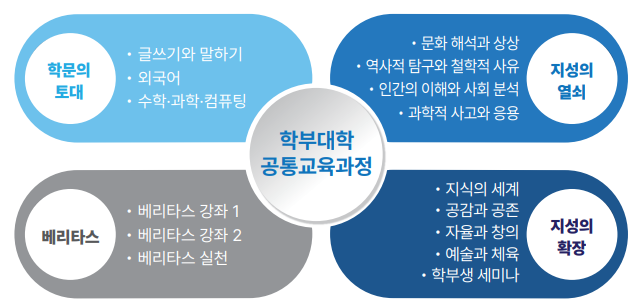 학문의
토대
• 글쓰기와 말하기
• 외국어
• 수학·과학·컴퓨팅
• 문화 해석과 상상
• 역사적 탐구와 철학적 사유
• 인간의 이해와 사회 분석
• 과학적 사고와 응용
지성의
열쇠
학부대학
공통교육과정
베리타스
• 베리타스 강좌 1
• 베리타스 강좌 2
• 베리타스 실천
• 지식의 세계
• 공감과 공존
• 자율과 창의
• 예술과 체육
• 학부생 세미나
지성의
확장